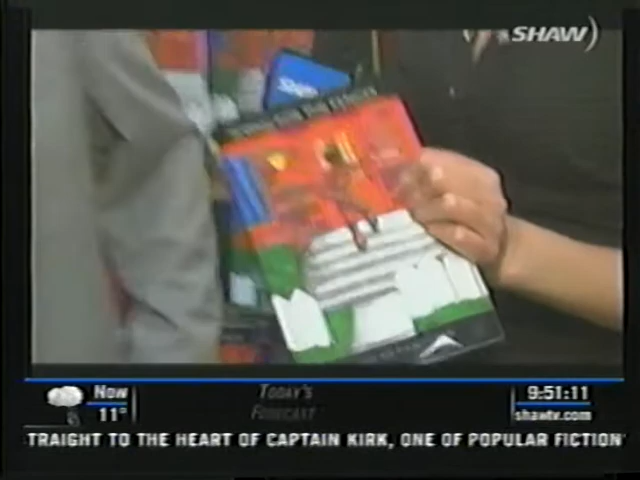 SHAW)
Now
11°
TODAY'S
FORECAST
9:51:11
shawtv.com
TRAIGHT TO THE HEART OF CAPTAIN KIRK, ONE OF POPULAR FICTION'